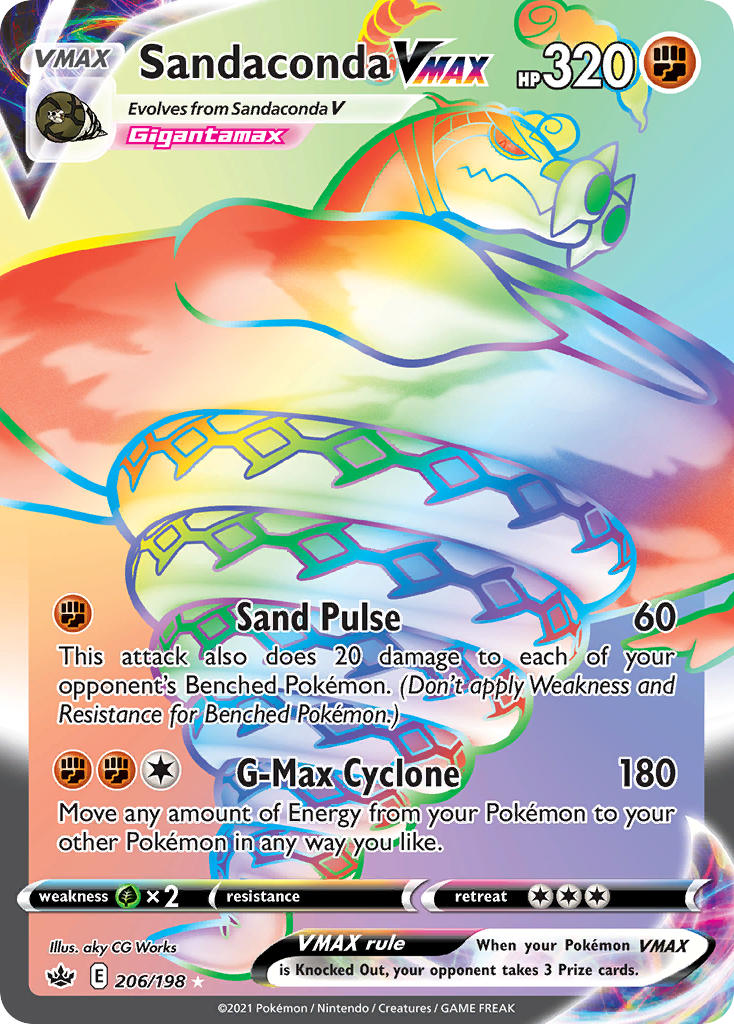 VMAX
Sandaconda VMAX
HP 320
Evolves from Sandaconda V
Gigantamax
Sand Pulse 60
This attack also does 20 damage to each of your
opponent's Benched Pokémon. (Don't apply Weakness and
Resistance for Benched Pokémon.)
G-Max Cyclone 180
Move any amount of Energy from your Pokémon to your
other Pokémon in any way you like.
weakness ×2 resistance retreat
Illus. aky CG Works
VMAX rule When your Pokémon VMAX
is Knocked Out, your opponent takes 3 Prize cards.
E 206/198
©2021 Pokémon / Nintendo / Creatures / GAME FREAK